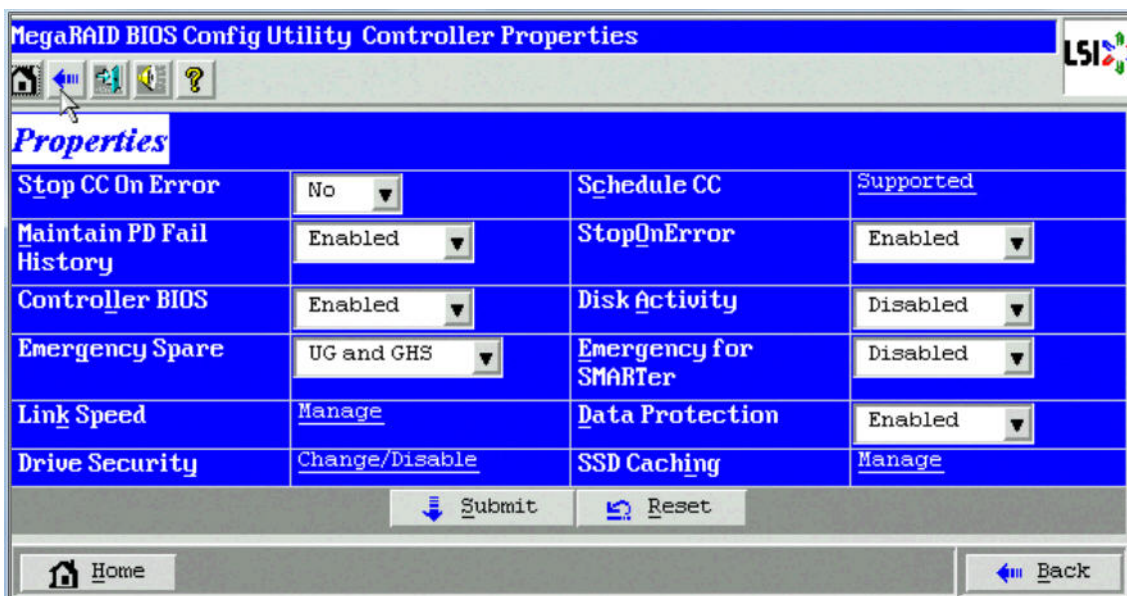 MegaRAID BIOS Config Utility Controller Properties
LSI
Properties
Stop CC On Error
No
Schedule CC
Supported
Maintain PD Fail
History
Enabled
StopOnError
Enabled
Controller BIOS
Enabled
Disk Activity
Disabled
Emergency Spare
UG and GHS
Emergency for
SMARTer
Disabled
Link Speed
Manage
Data Protection
Enabled
Drive Security
Change/Disable
SSD Caching
Manage
Submit
Reset
Home
Back